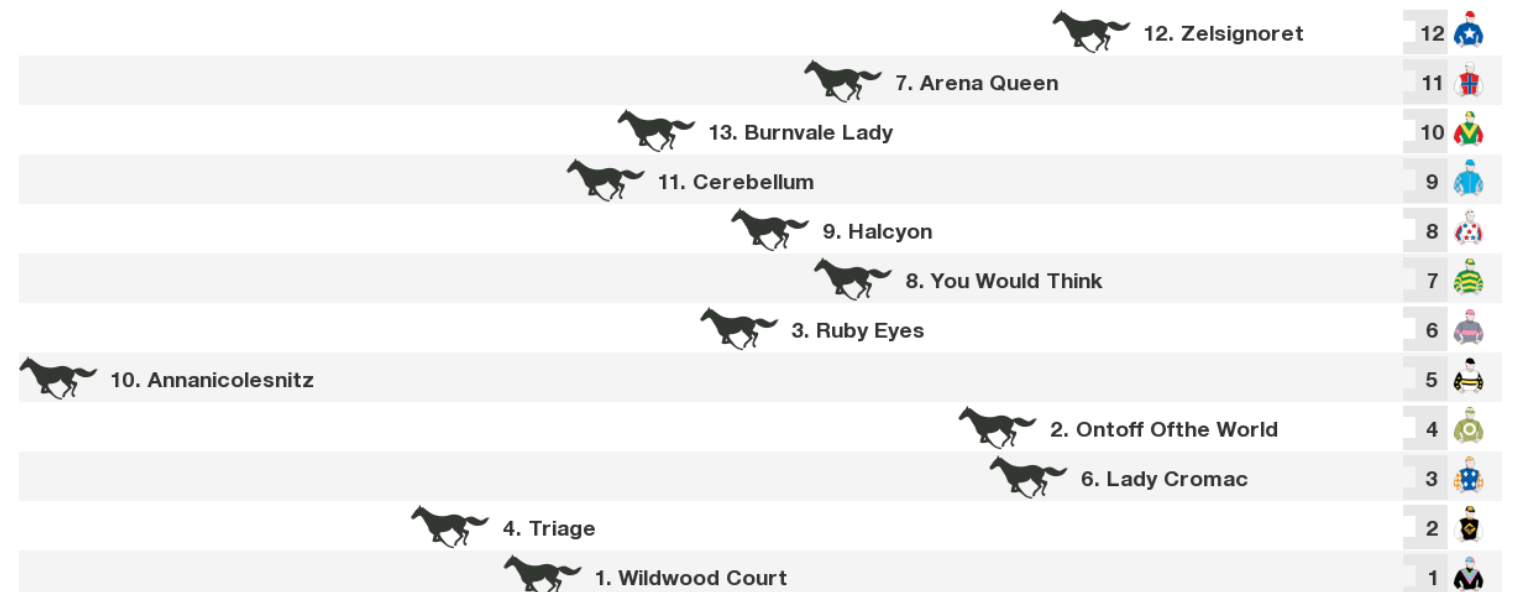 12. Zelsignoret 12
7. Arena Queen 11
13. Burnvale Lady 10
11. Cerebellum 9
9. Halcyon 8
8. You Would Think 7
3. Ruby Eyes 6
10. Annanicolesnitz 5
2. Ontoff Ofthe World 4
6. Lady Cromac 3
4. Triage 2
1. Wildwood Court 1